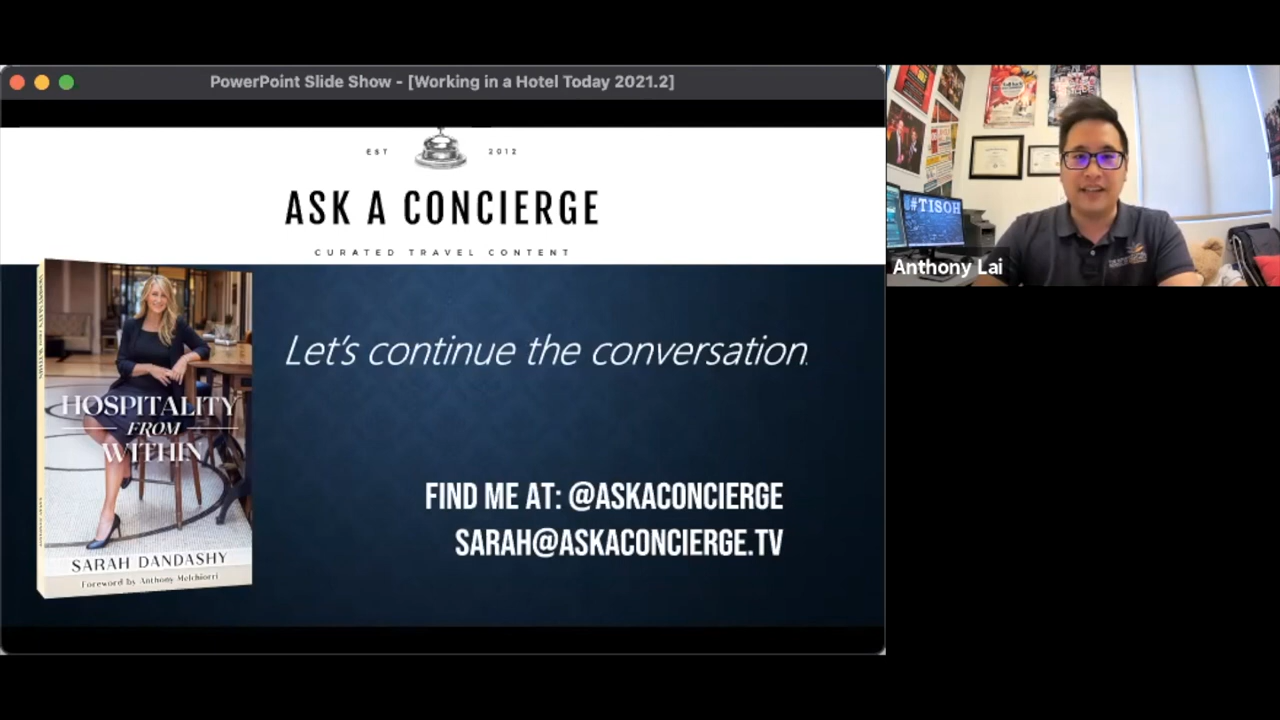 PowerPoint Slide Show - [Working in a Hotel Today 2021.2]
EST 2012
ASK A CONCIERGE
CURATED TRAVEL CONTENT
Let's continue the conversation.
FIND ME AT: @ASKACONCIERGE
SARAH@ASKACONCIERGE.TV
HOSPITALITY
FROM
WITHIN
SARAH DANDASHY
Foreword by Anthony Melchiorri
#TISOH
Anthony Lai